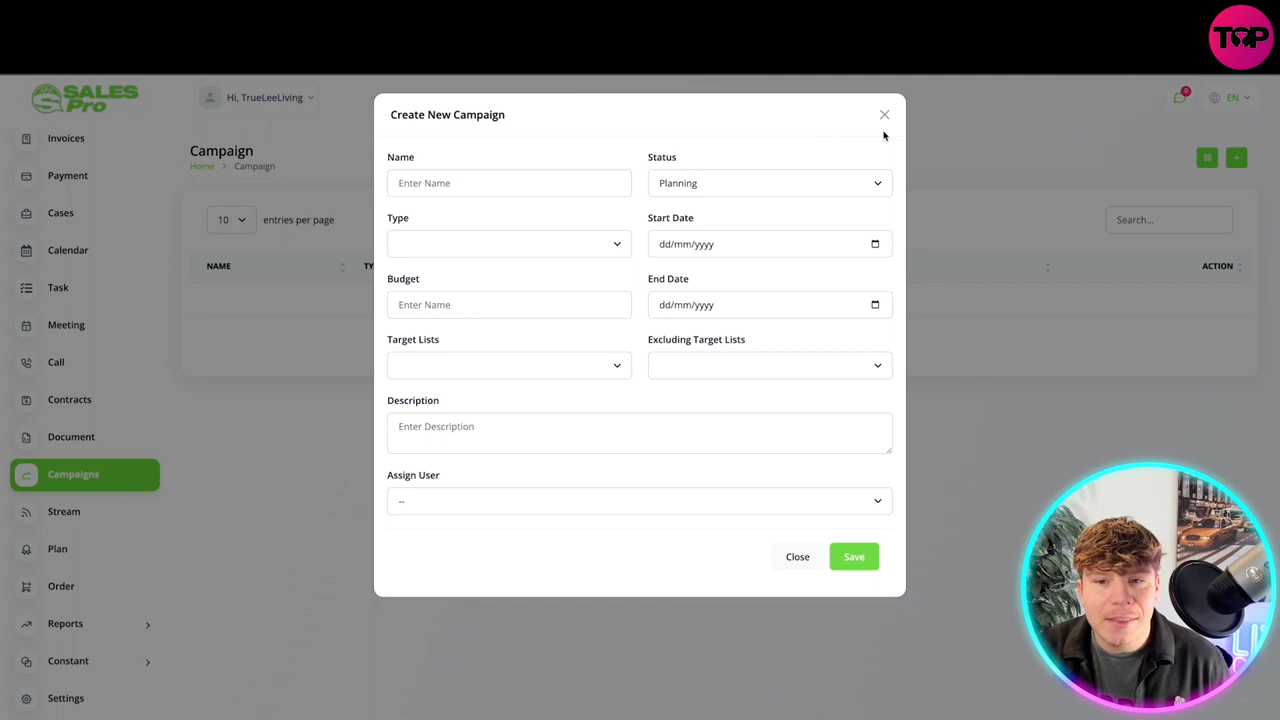 TOP
SALES
Pro
Hi, TrueLeeLiving
0
EN
Invoices
Payment
Cases
Calendar
Task
Meeting
Call
Contracts
Document
Campaigns
Stream
Plan
Order
Reports
Constant
Settings
Campaign
Home > Campaign
10 entries per page
Search...
NAME
TY
ACTION
Create New Campaign
Name
Enter Name
Status
Planning
Type
Start Date
dd/mm/yyyy
Budget
Enter Name
End Date
dd/mm/yyyy
Target Lists
Excluding Target Lists
Description
Enter Description
Assign User
--
Close
Save